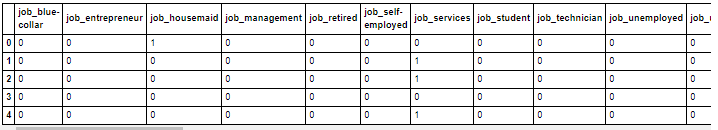 job_blue-collar job_entrepreneur job_housemaid job_management job_retired job_self-employed job_services job_student job_technician job_unemployed
0 0 0 1 0 0 0 0 0 0 0 0
1 0 0 0 0 0 0 1 0 0 0 0
2 0 0 0 0 0 0 1 0 0 0 0
3 0 0 0 0 0 0 0 0 0 0 0
4 0 0 0 0 0 0 1 0 0 0 0